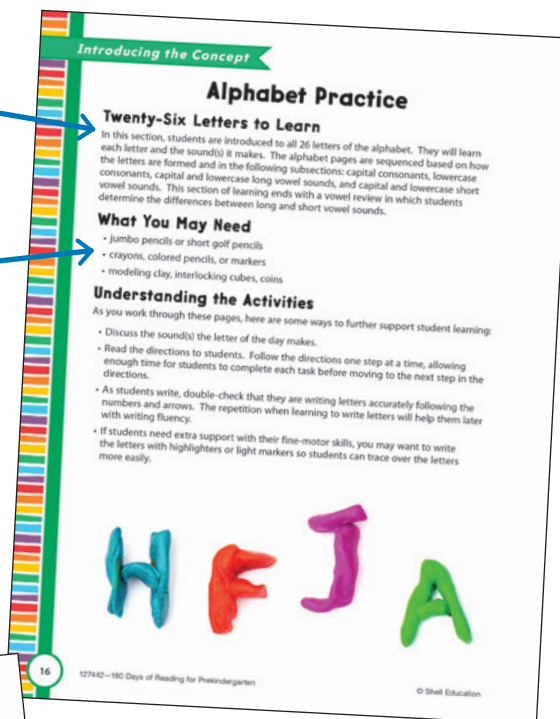 Introducing the Concept
Alphabet Practice
Twenty-Six Letters to Learn
In this section, students are introduced to all 26 letters of the alphabet. They will learn
each letter and the sound(s) it makes. The alphabet pages are sequenced based on how
the letters are formed and in the following subsections: capital consonants, lowercase
consonants, capital and lowercase long vowel sounds, and capital and lowercase short
vowel sounds. This section of learning ends with a vowel review in which students
determine the differences between long and short vowel sounds.
What You May Need
• jumbo pencils or short golf pencils
• crayons, colored pencils, or markers
• modeling clay, interlocking cubes, coins
Understanding the Activities
As you work through these pages, here are some ways to further support student learning:
• Discuss the sound(s) the letter of the day makes.
• Read the directions to students. Follow the directions one step at a time, allowing
enough time for students to complete each task before moving to the next step in the
directions.
• As students write, double-check that they are writing letters accurately following the
numbers and arrows. The repetition when learning to write letters will help them later
with writing fluency.
• If students need extra support with their fine-motor skills, you may want to write
the letters with highlighters or light markers so students can trace over the letters
more easily.
H F J A
16
127442—180 Days of Reading for Prekindergarten
© Shell Education